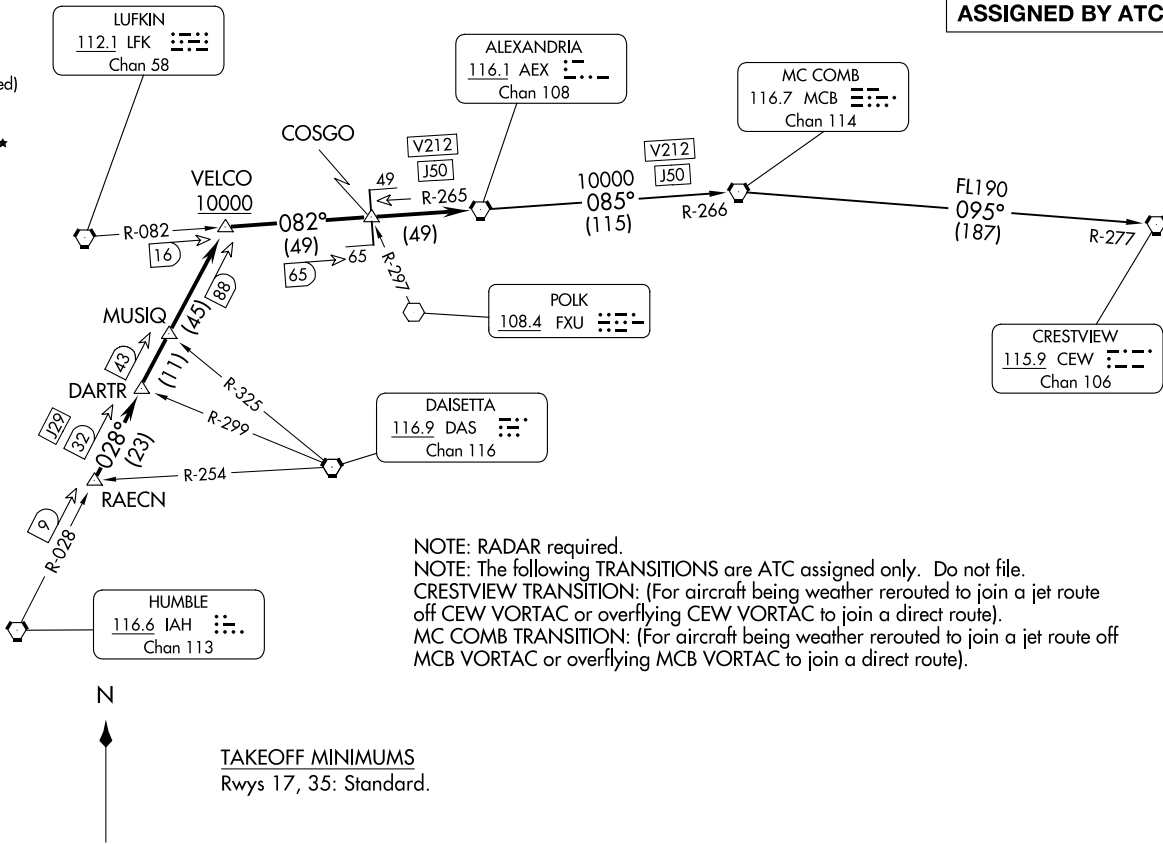 ASSIGNED BY ATC
LUFKIN
112.1 LFK
Chan 58
ed)
ALEXANDRIA
116.1 AEX
Chan 108
MC COMB
116.7 MCB
Chan 114
COSGO
V212
J50
V212
J50
VELCO
10000
49
R-265
10000
085°
(115)
R-266
FL190
095°
(187)
R-277
R-082
16
082°
(49)
65
65
(49)
R-297
88
POLK
108.4 FXU
MUSIQ
(45)
43
(11)
DARTR
R-325
R-299
CRESTVIEW
115.9 CEW
Chan 106
DAISETTA
116.9 DAS
Chan 116
J29
32
028°
(23)
R-254
RAECN
9
R-028
HUMBLE
116.6 IAH
Chan 113
NOTE: RADAR required.
NOTE: The following TRANSITIONS are ATC assigned only. Do not file.
CRESTVIEW TRANSITION: (For aircraft being weather rerouted to join a jet route
off CEW VORTAC or overflying CEW VORTAC to join a direct route).
MC COMB TRANSITION: (For aircraft being weather rerouted to join a jet route off
MCB VORTAC or overflying MCB VORTAC to join a direct route).
N
TAKEOFF MINIMUMS
Rwys 17, 35: Standard.